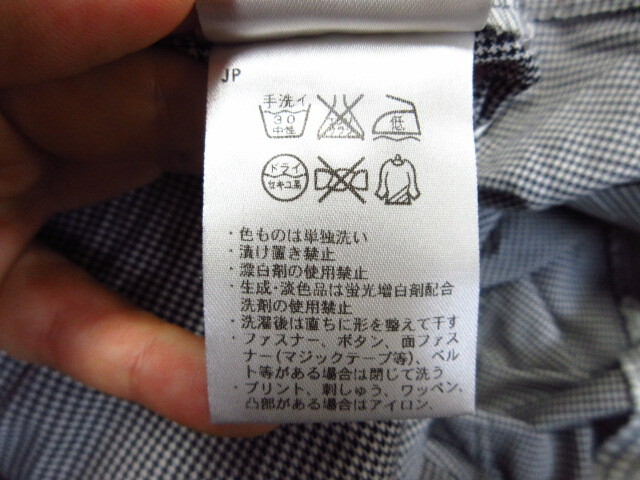 JP
手洗イ
30
中性
低
ドライ
セキユ系
・色ものは単独洗い
・漬け置き禁止
・漂白剤の使用禁止
・生成・淡色品は蛍光増白剤配合
洗剤の使用禁止
・洗濯後は直ちに形を整えて干す
・ファスナー、ボタン、面ファス
ナー(マジックテープ等)、ベル
ト等がある場合は閉じて洗う
・プリント、刺しゅう、ワッペン、
凸部がある場合はアイロン、